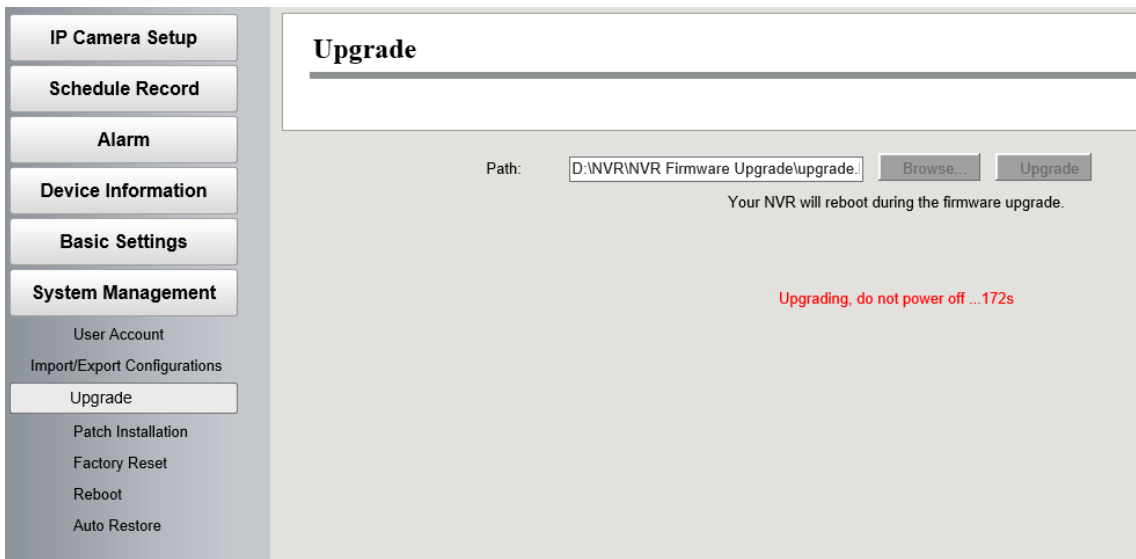 IP Camera Setup
Schedule Record
Alarm
Device Information
Basic Settings
System Management
User Account
Import/Export Configurations
Upgrade
Patch Installation
Factory Reset
Reboot
Auto Restore
Upgrade
Path: D:\NVR\NVR Firmware Upgrade\upgrade. Browse... Upgrade
Your NVR will reboot during the firmware upgrade.
Upgrading, do not power off ...172s